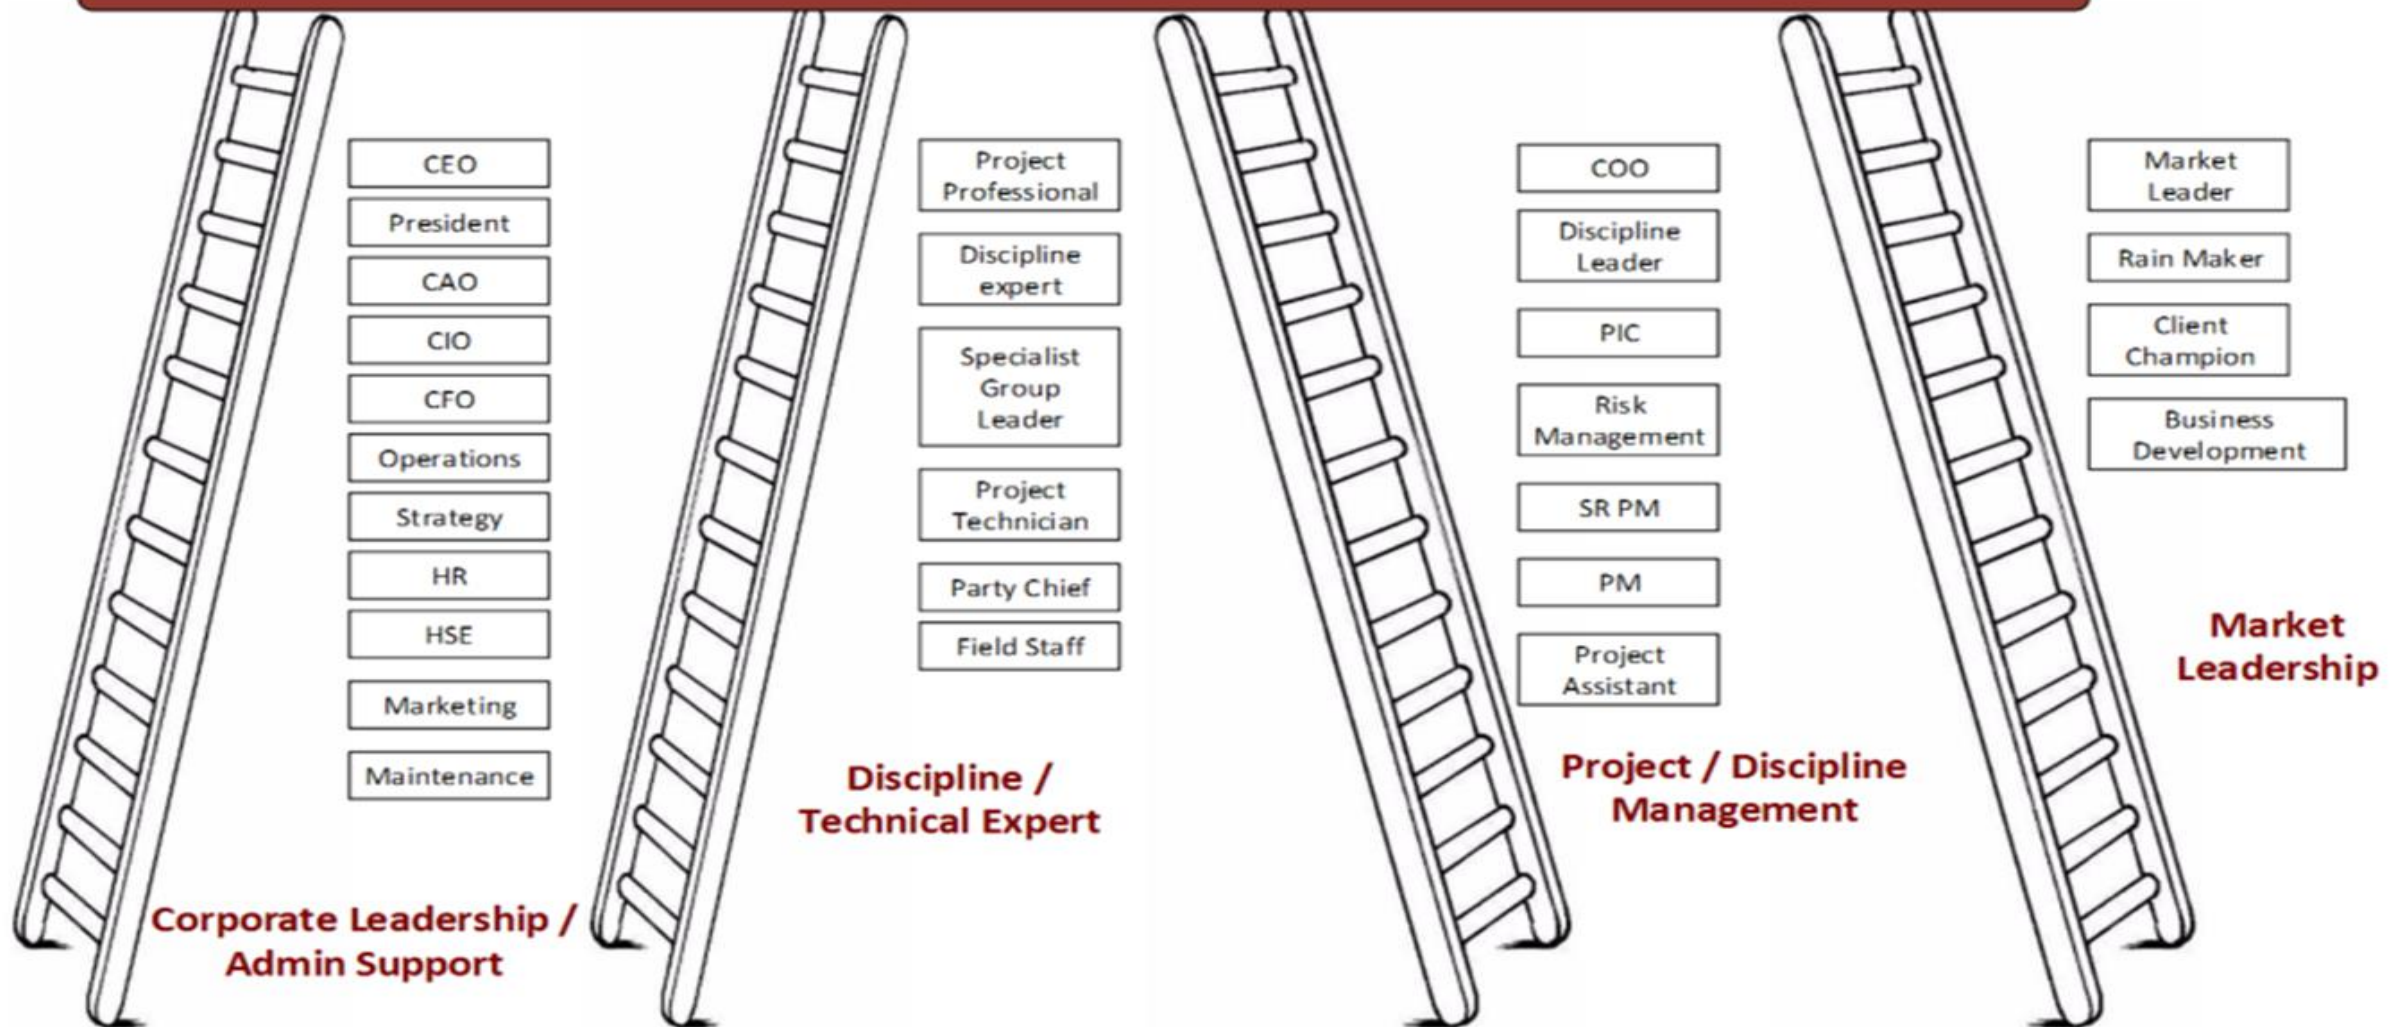 CEO
President
CAO
CIO
CFO
Operations
Strategy
HR
HSE
Marketing
Maintenance
Corporate Leadership /
Admin Support
Project
Professional
Discipline
expert
Specialist
Group
Leader
Project
Technician
Party Chief
Field Staff
Discipline /
Technical Expert
COO
Discipline
Leader
PIC
Risk
Management
SR PM
PM
Project
Assistant
Project / Discipline
Management
Market
Leader
Rain Maker
Client
Champion
Business
Development
Market
Leadership